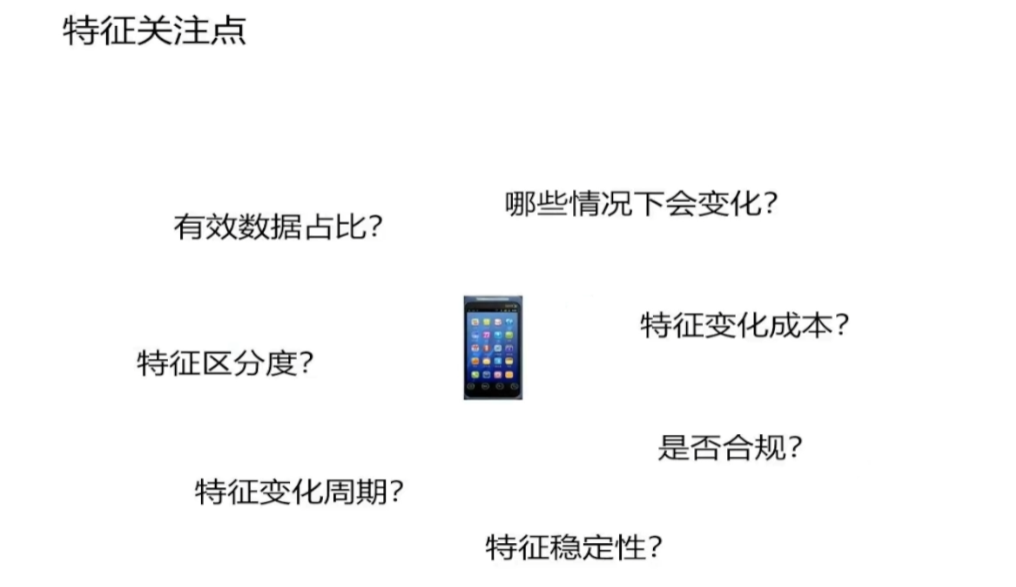 特征关注点
哪些情况下会变化?
有效数据占比?
特征变化成本?
特征区分度?
是否合规?
特征变化周期?
特征稳定性?